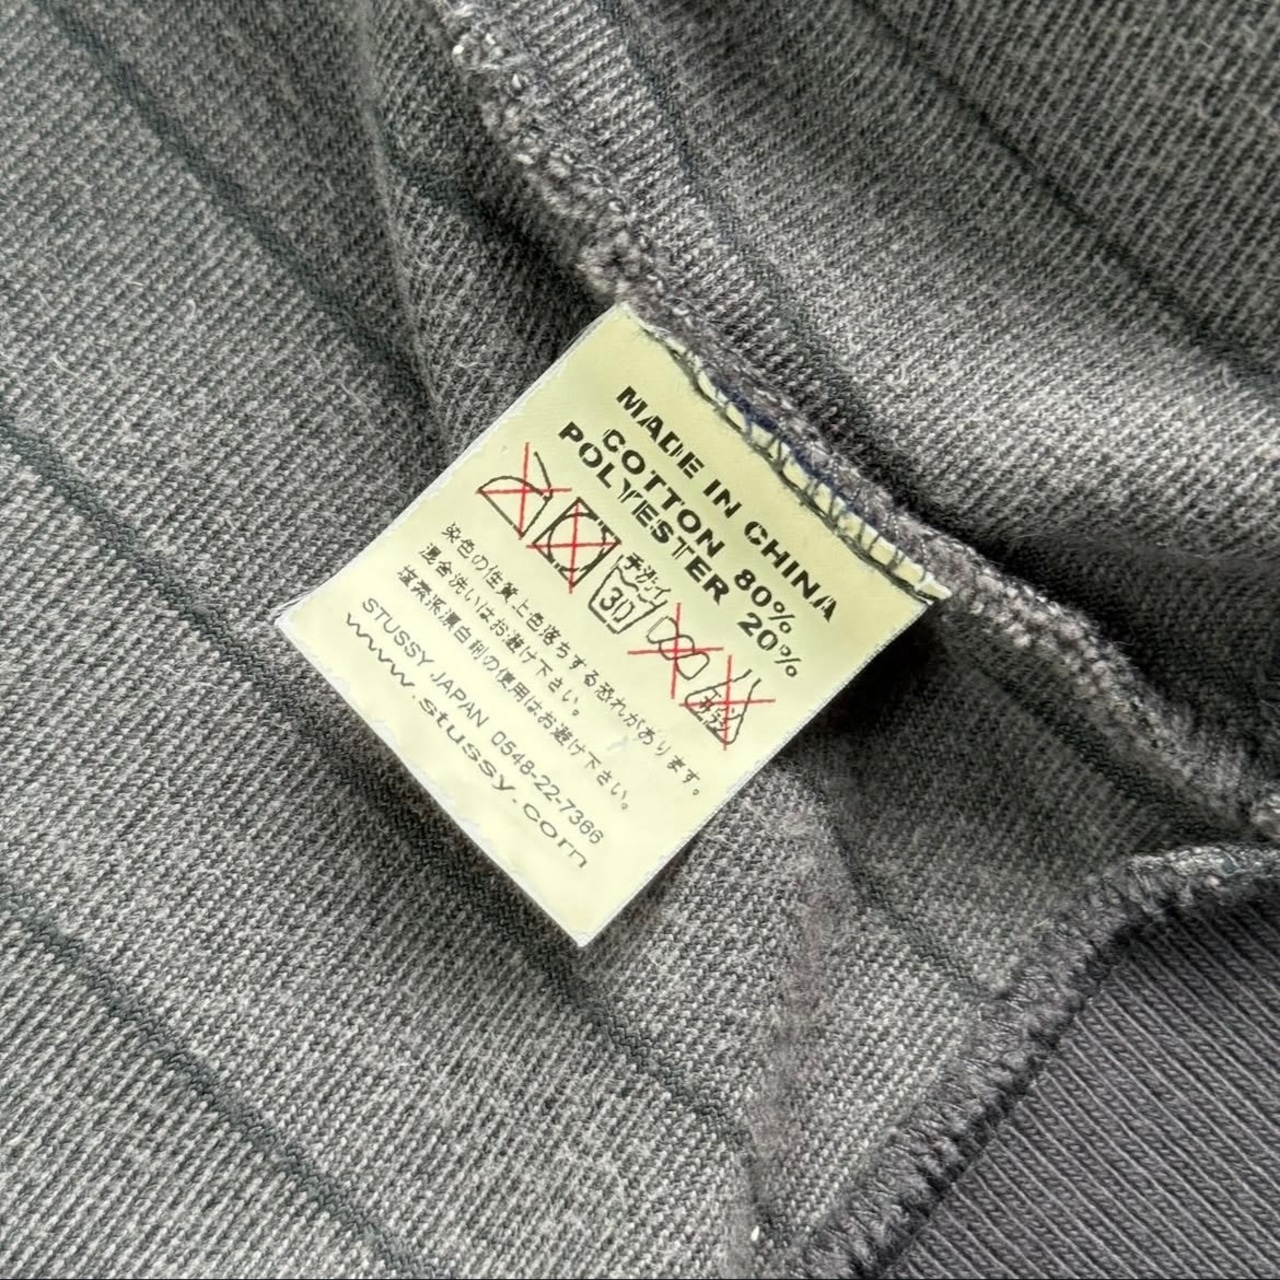 MADE IN CHINA
COTTON 80%
POLYESTER 20%
手洗イ
30
エンソ
染色の性質上色落ちする恐れがあります。
混合洗いはお避け下さい。
塩素系漂白剤の使用はお避け下さい。
STUSSY JAPAN 0548-22-7366
www.stussy.com